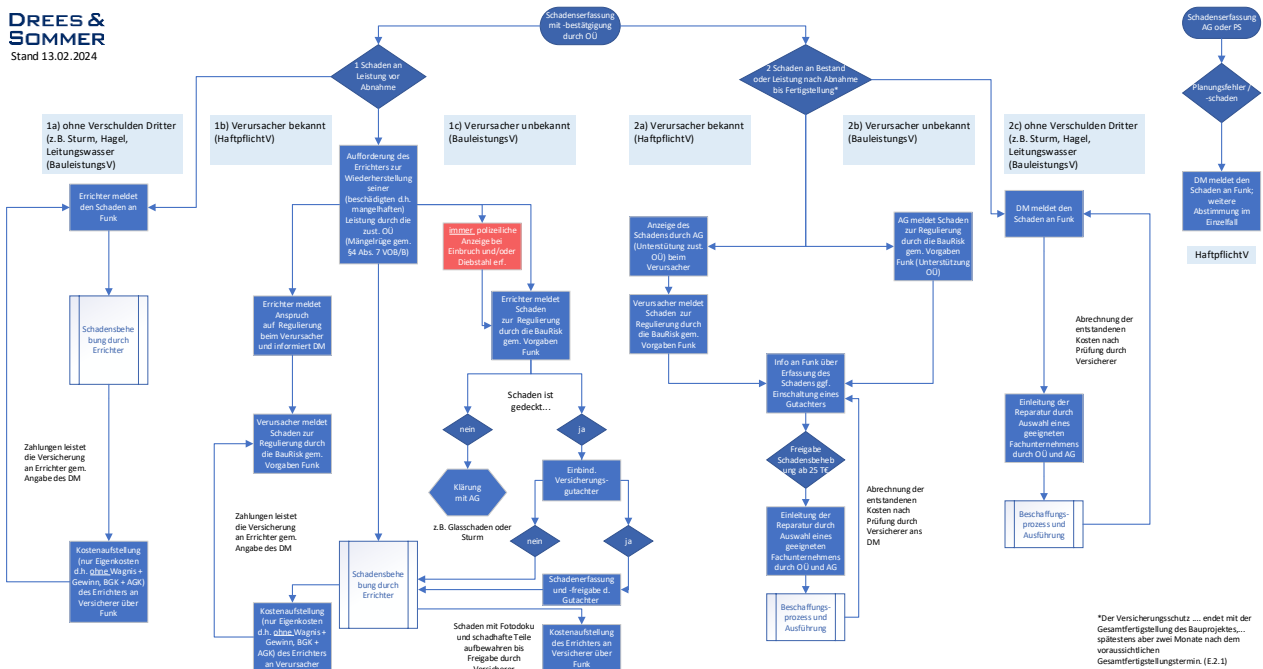 DREES &
SOMMER
Stand 13.02.2024
Schadenserfassung
mit -bestätgigung
durch OÜ
Schadenserfassung
AG oder PS
1 Schaden an
Leistung vor
Abnahme
2 Schaden an Bestand
oder Leistung nach Abnahme
bis Fertigstellung*
Planungsfehler /
-schaden
1a) ohne Verschulden Dritter
(z.B. Sturm, Hagel,
Leitungswasser
(BauleistungsV)
1b) Verursacher bekannt
(HaftpflichtV)
1c) Verursacher unbekannt
(BauleistungsV)
2a) Verursacher bekannt
(HaftpflichtV)
2b) Verursacher unbekannt
(BauleistungsV)
2c) ohne Verschulden Dritter
(z.B. Sturm, Hagel,
Leitungswasser)
(BauleistungsV)
Errichter meldet
den Schaden an
Funk
Aufforderung des
Errichters zur
Wiederherstellung
seiner
(beschädigten d.h.
mangelhaften)
Leistung durch die
zust. OÜ
(Mängelrüge gem.
§4 Abs. 7 VOB/B)
immer polizeiliche
Anzeige bei
Einbruch und/oder
Diebstahl erf.
Anzeige des
Schadens durch AG
(Unterstützung zust.
OÜ) beim
Verursacher
AG meldet Schaden
zur Regulierung
durch die BauRisk
gem. Vorgaben
Funk (Unterstützung
OÜ)
DM meldet den
Schaden an Funk
DM meldet den
Schaden an Funk;
weitere
Abstimmung im
Einzelfall
HaftpflichtV
Schadensbehe
bung durch
Errichter
Errichter meldet
Anspruch
auf Regulierung
beim Verursacher
und informiert DM
Errichter meldet
Schaden
zur Regulierung
durch die BauRisk
gem. Vorgaben
Funk
Verursacher meldet
Schaden zur
Regulierung durch
die BauRisk gem.
Vorgaben Funk
Abrechnung der
entstandenen
Kosten nach
Prüfung durch
Versicherer
Schaden ist
gedeckt...
Info an Funk über
Erfassung des
Schadens ggf.
Einschaltung eines
Gutachters
nein
ja
Verursacher meldet
Schaden zur
Regulierung durch
die BauRisk gem.
Vorgaben Funk
Zahlungen leistet
die Versicherung
an Errichter gem.
Angabe des DM
Einleitung der
Reparatur durch
Auswahl eines
geeigneten
Fachunternehmens
durch OÜ und AG
Freigabe
Schadensbeheb
ung ab 25 T€
Klärung
mit AG
Einbind.
Versicherungs-
gutachter
Abrechnung der
entstandenen
Kosten nach
Prüfung durch
Versicherer ans
DM
z.B. Glasschaden oder
Sturm
Zahlungen leistet
die Versicherung
an Errichter gem.
Angabe des DM
nein
ja
Einleitung der
Reparatur durch
Auswahl eines
geeigneten
Fachunternehmens
durch OÜ und AG
Beschaffungs-
prozess und
Ausführung
Kostenaufstellung
(nur Eigenkosten
d.h. ohne Wagnis +
Gewinn, BGK + AGK)
des Errichters an
Versicherer über
Funk
Schadensbehe
bung durch
Errichter
Schadenerfassung
und -freigabe d.
Gutachter
Beschaffungs-
prozess und
Ausführung
Kostenaufstellung
(nur Eigenkosten
d.h. ohne Wagnis +
Gewinn, BGK +
AGK) des Errichters
an Verursacher
Schaden mit Fotodoku
und schadhafte Teile
aufbewahren bis
Freigabe durch
Versicherer
Kostenaufstellung
des Errichters an
Versicherer über
Funk
*Der Versicherungsschutz .... endet mit der
Gesamtfertigstellung des Bauprojektes,...
spätestens aber zwei Monate nach dem
voraussichtlichen
Gesamtfertigstellungstermin. (E.2.1)